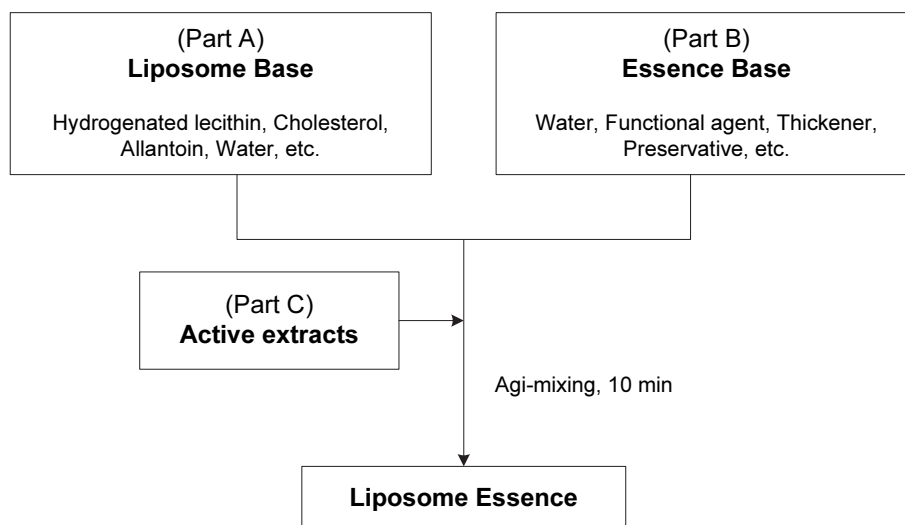 (Part A)
Liposome Base
Hydrogenated lecithin, Cholesterol,
Allantoin, Water, etc.
(Part B)
Essence Base
Water, Functional agent, Thickener,
Preservative, etc.
(Part C)
Active extracts
Agi-mixing, 10 min
Liposome Essence